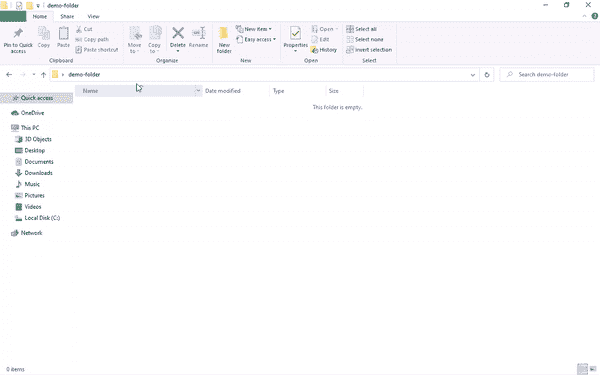 demo-folder
Home Share View
Pin to Quick access
Copy
Paste
Cut
Copy path
Paste shortcut
Clipboard
Move to
Copy to
Delete
Rename
Organize
New folder
New item
Easy access
New
Properties
Open
Edit
History
Open
Select all
Select none
Invert selection
Select
demo-folder
Search demo-folder
Quick access
OneDrive
This PC
3D Objects
Desktop
Documents
Downloads
Music
Pictures
Videos
Local Disk (C:)
Network
Name Date modified Type Size
This folder is empty.
0 items